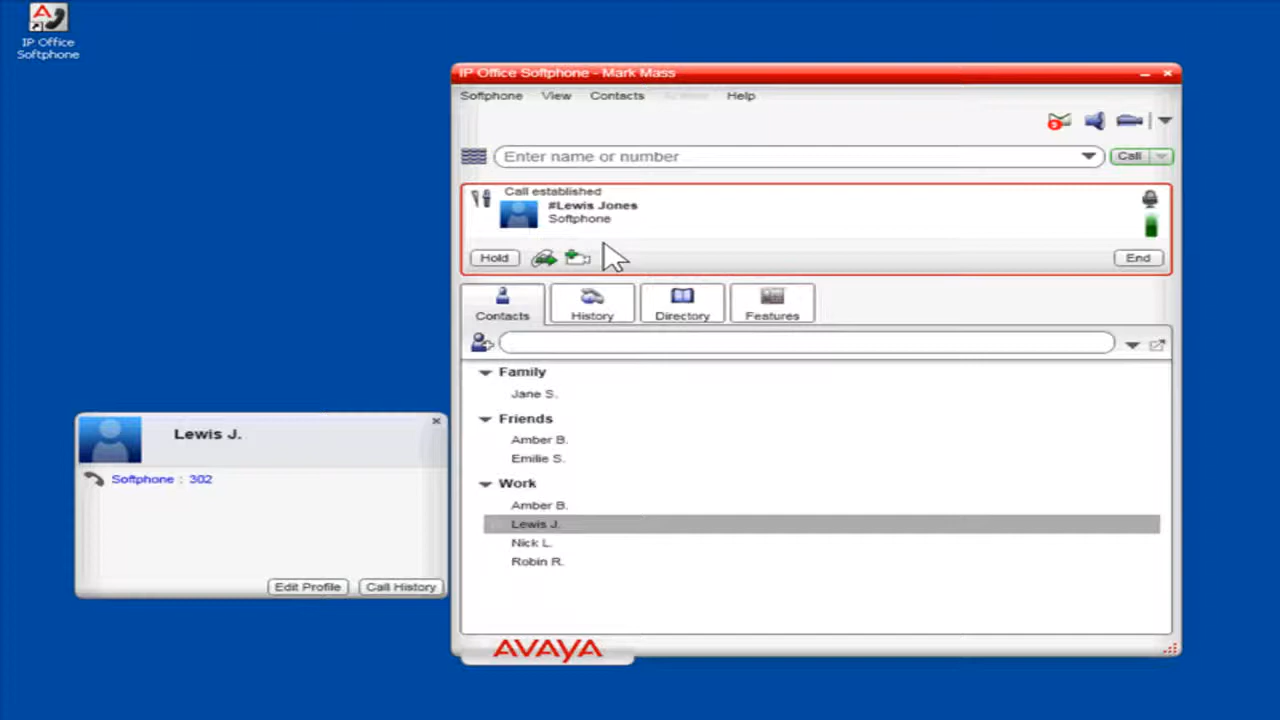 IP Office
Softphone
IP Office Softphone - Mark Mass
Softphone View Contacts Help
Enter name or number
Call
Call established
#Lewis Jones
Softphone
Hold
End
Contacts
History
Directory
Features
Family
Jane S.
Friends
Amber B.
Emilie S.
Work
Amber B.
Lewis J.
Nick L.
Robin R.
Lewis J.
Softphone : 302
Edit Profile
Call History
AVAYA